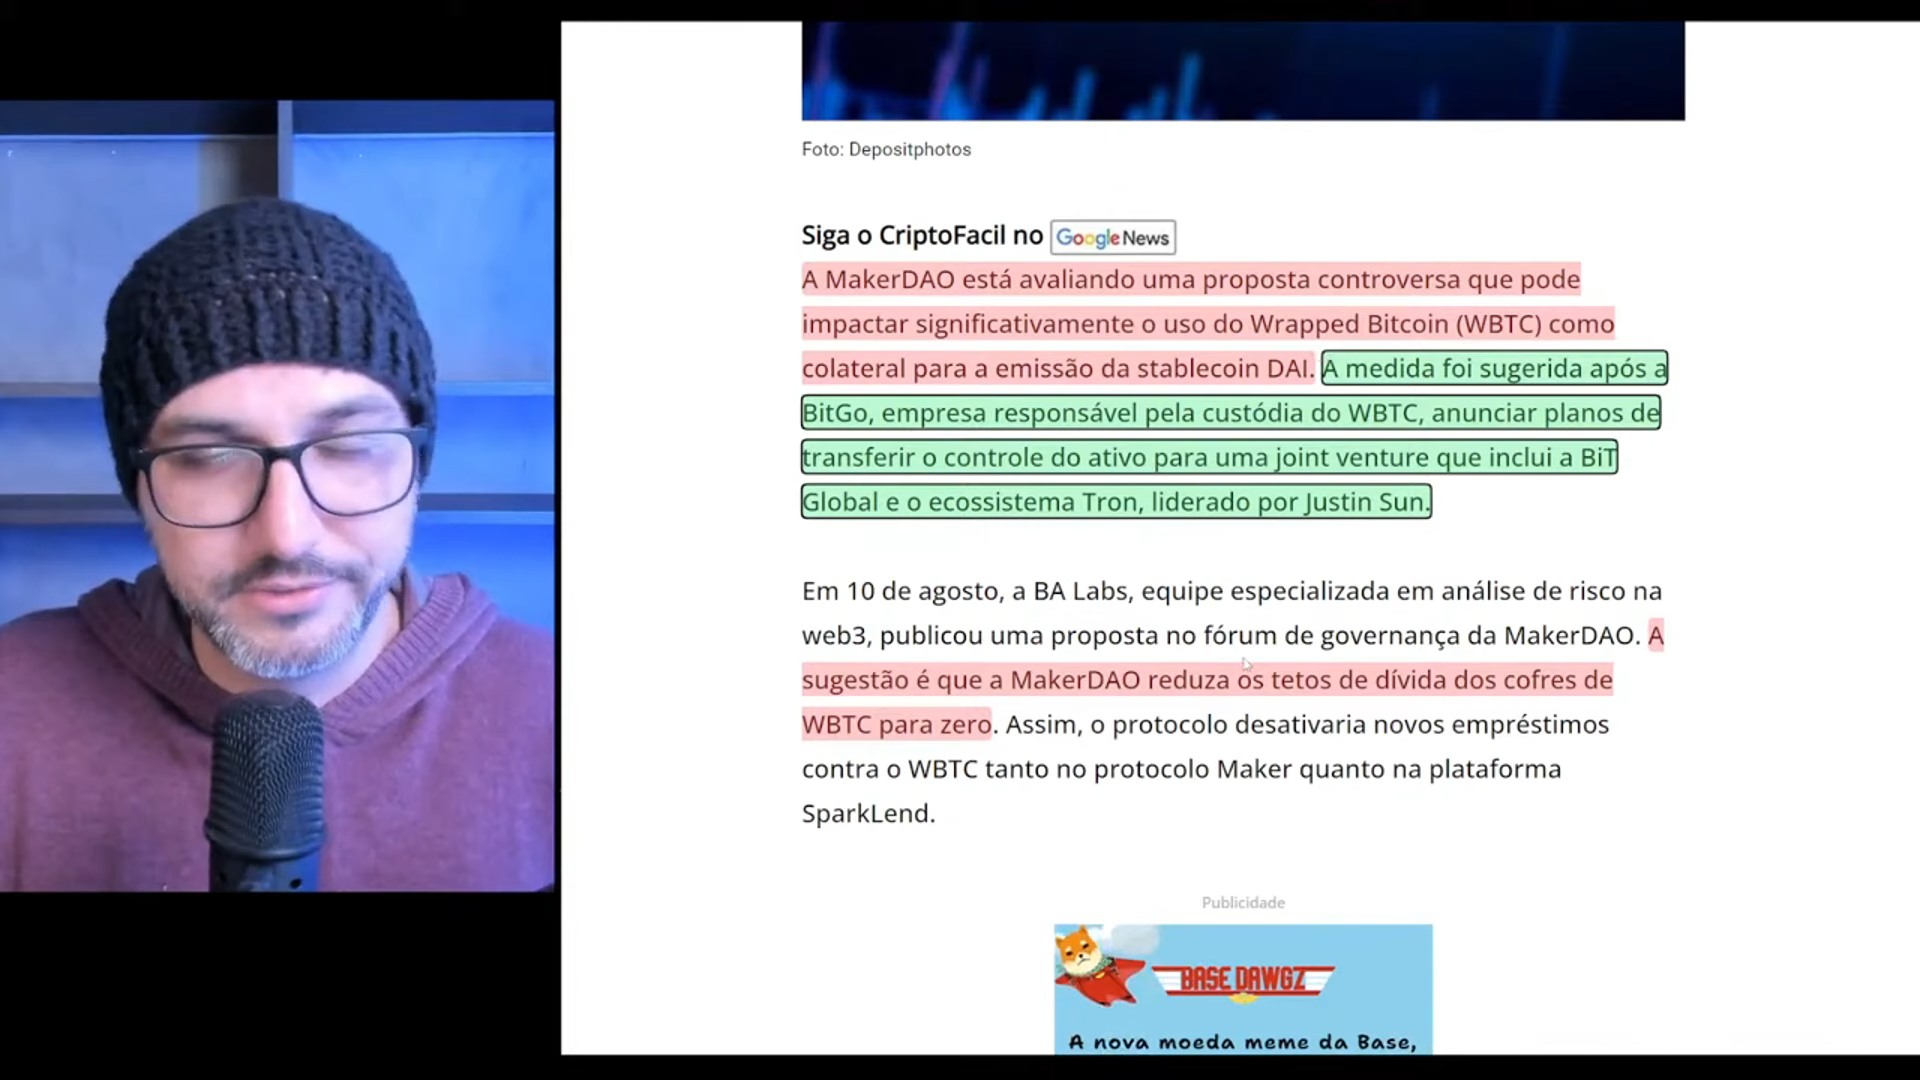 Foto: Depositphotos
Siga o CriptoFacil no Google News
A MakerDAO está avaliando uma proposta controversa que pode
impactar significativamente o uso do Wrapped Bitcoin (WBTC) como
colateral para a emissão da stablecoin DAI. A medida foi sugerida após a
BitGo, empresa responsável pela custódia do WBTC, anunciar planos de
transferir o controle do ativo para uma joint venture que inclui a BiT
Global e o ecossistema Tron, liderado por Justin Sun.
Em 10 de agosto, a BA Labs, equipe especializada em análise de risco na
web3, publicou uma proposta no fórum de governança da MakerDAO. A
sugestão é que a MakerDAO reduza os tetos de dívida dos cofres de
WBTC para zero. Assim, o protocolo desativaria novos empréstimos
contra o WBTC tanto no protocolo Maker quanto na plataforma
SparkLend.
Publicidade
BASE DAWGZ
A nova moeda meme da Base,